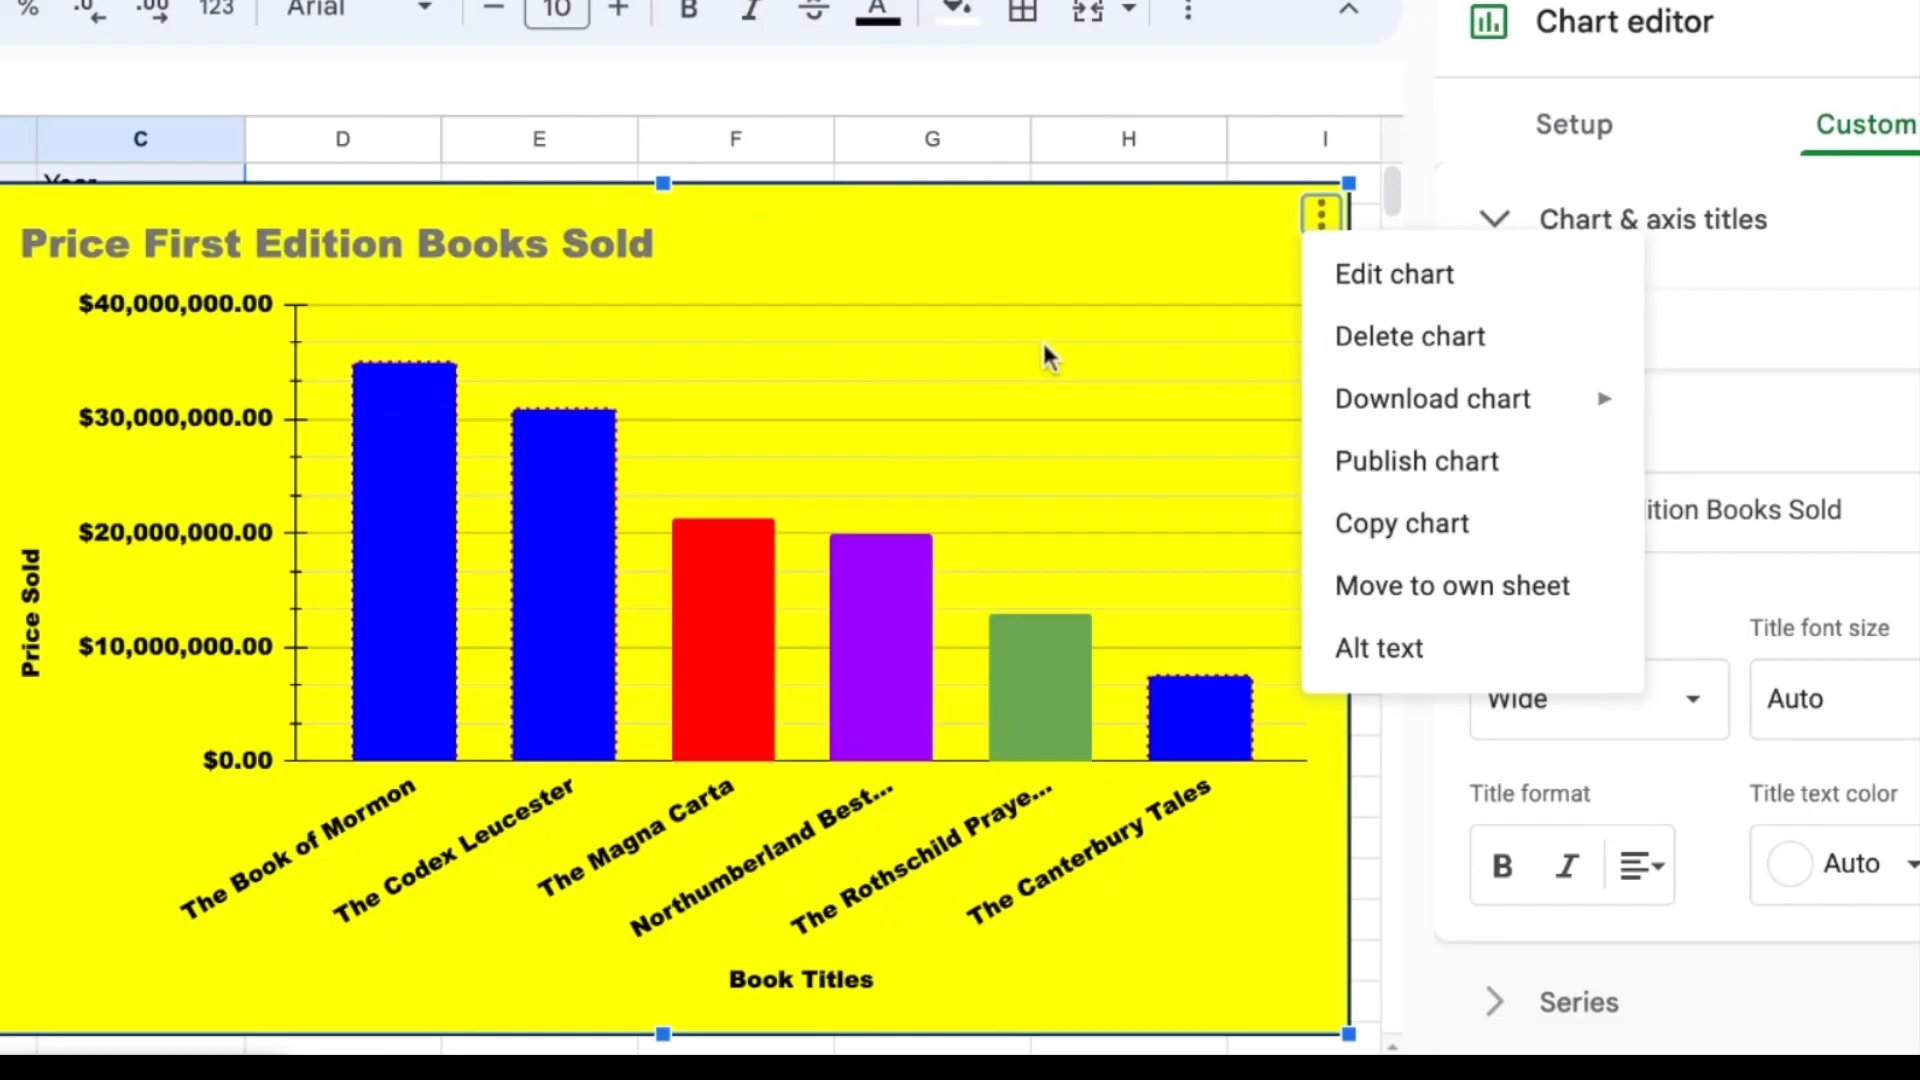 % .0 .00 123 Arial 10 B I A
Chart editor
Setup
Custom
C D E F G H I
Year
Chart & axis titles
Price First Edition Books Sold
Edit chart
Delete chart
Download chart
Publish chart
Copy chart
Move to own sheet
Alt text
$40,000,000.00
$30,000,000.00
$20,000,000.00
$10,000,000.00
$0.00
Price Sold
The Book of Mormon
The Codex Leucester
The Magna Carta
Northumberland Best...
The Rothschild Praye...
The Canterbury Tales
Book Titles
ition Books Sold
Title font size
Wide
Auto
Title format
Title text color
B I
Auto
Series